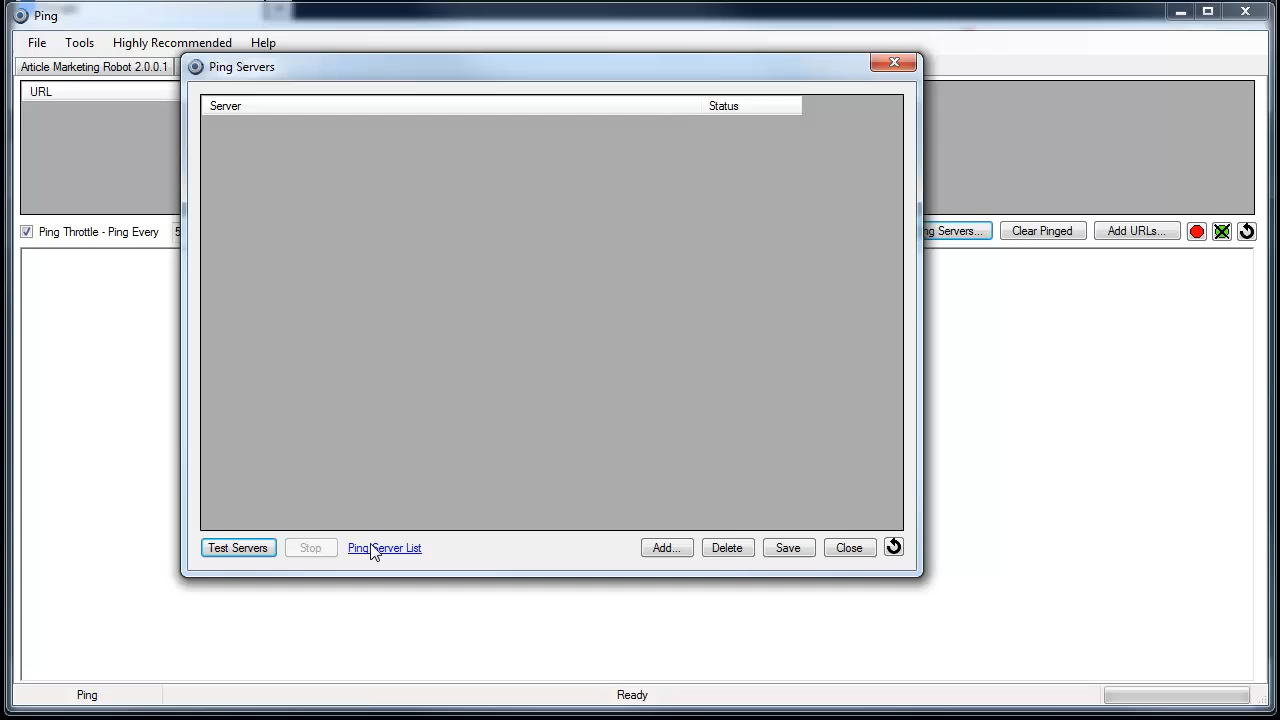 Ping
File Tools Highly Recommended Help
Article Marketing Robot 2.0.0.1
Ping Servers
URL
Server Status
Ping Throttle - Ping Every 5
Servers... Clear Pinged Add URLs...
Test Servers Stop Ping Server List Add... Delete Save Close
Ping Ready